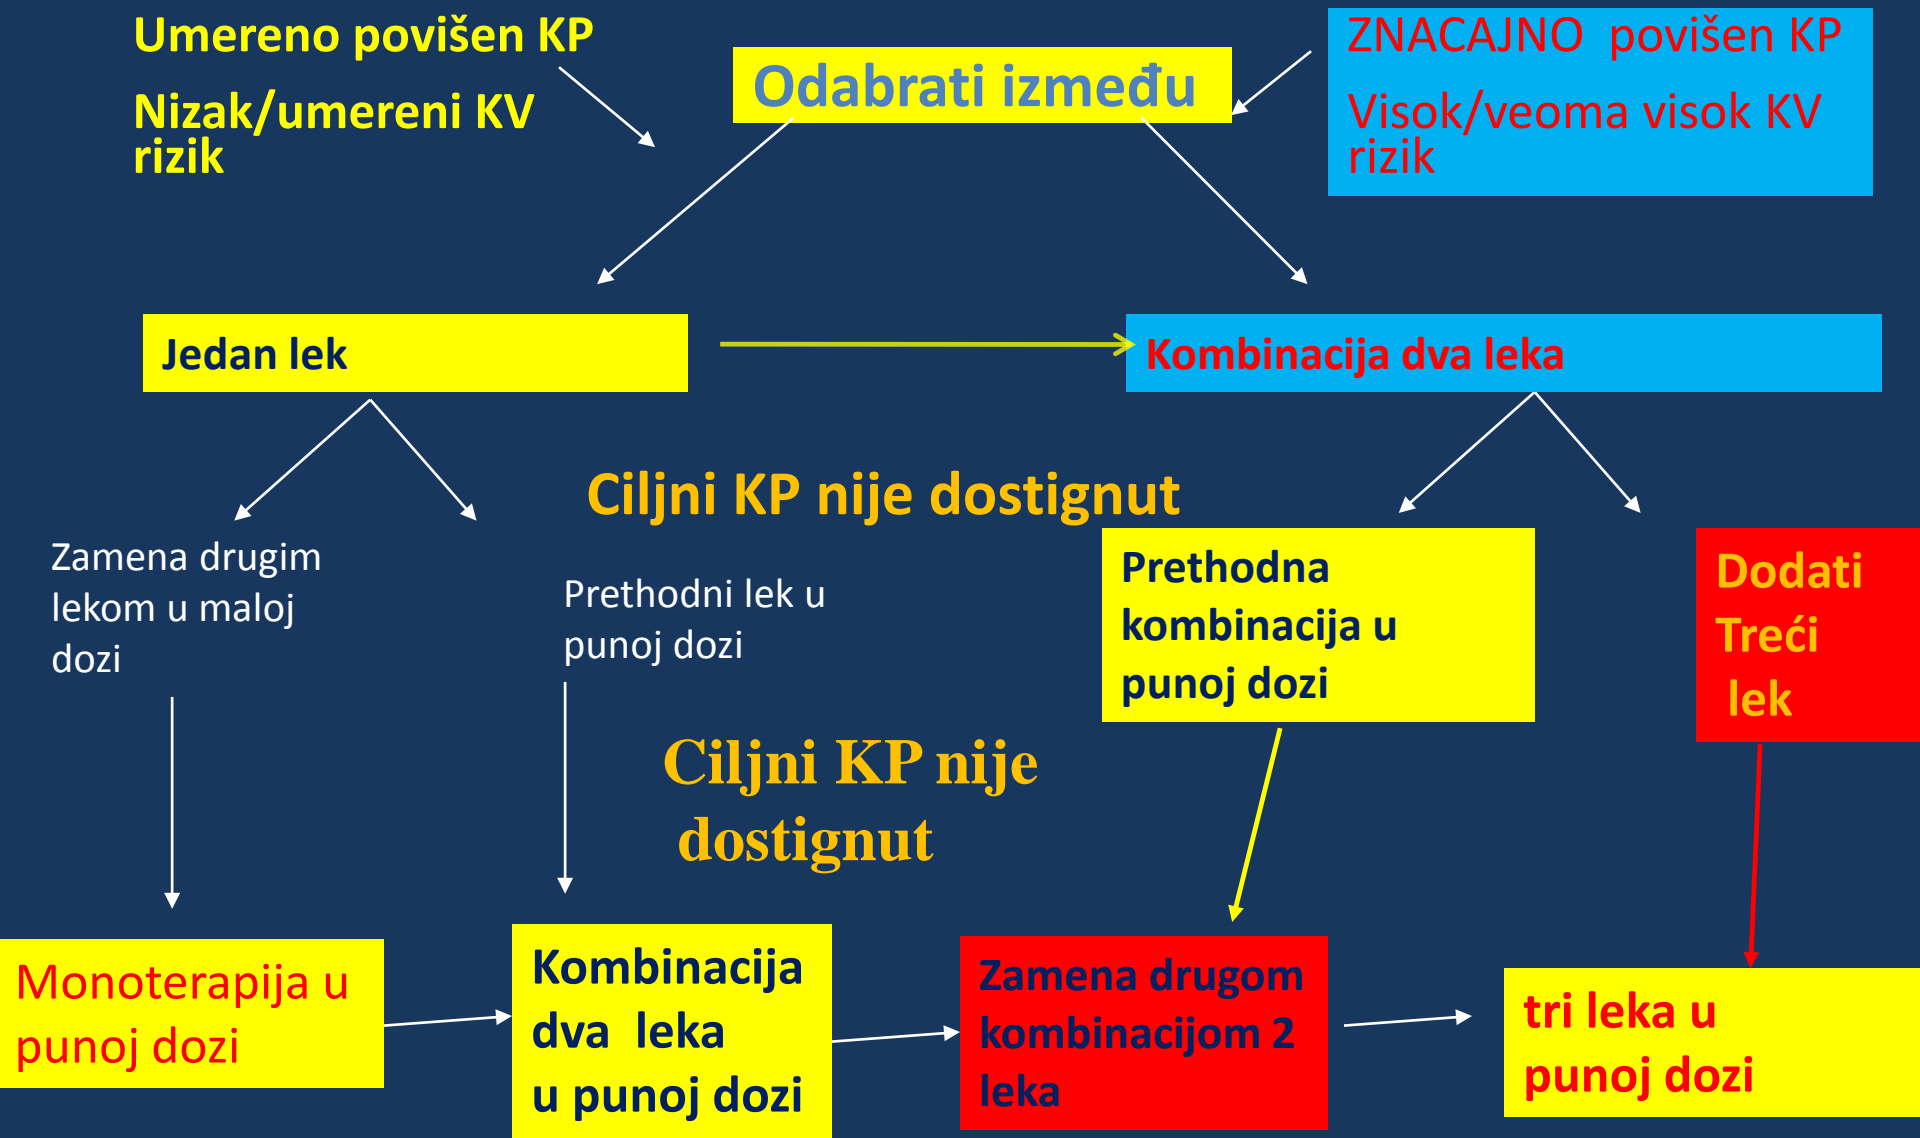 Umereno povišen KP
Nizak/umereni KV
rizik
Odabrati između
ZNACAJNO povišen KP
Visok/veoma visok KV
rizik
Jedan lek
Kombinacija dva leka
Ciljni KP nije dostignut
Zamena drugim
lekom u maloj
dozi
Prethodni lek u
punoj dozi
Prethodna
kombinacija u
punoj dozi
Dodati
Treći
lek
Ciljni KP nije
dostignut
Monoterapija u
punoj dozi
Kombinacija
dva leka
u punoj dozi
Zamena drugom
kombinacijom 2
leka
tri leka u
punoj dozi